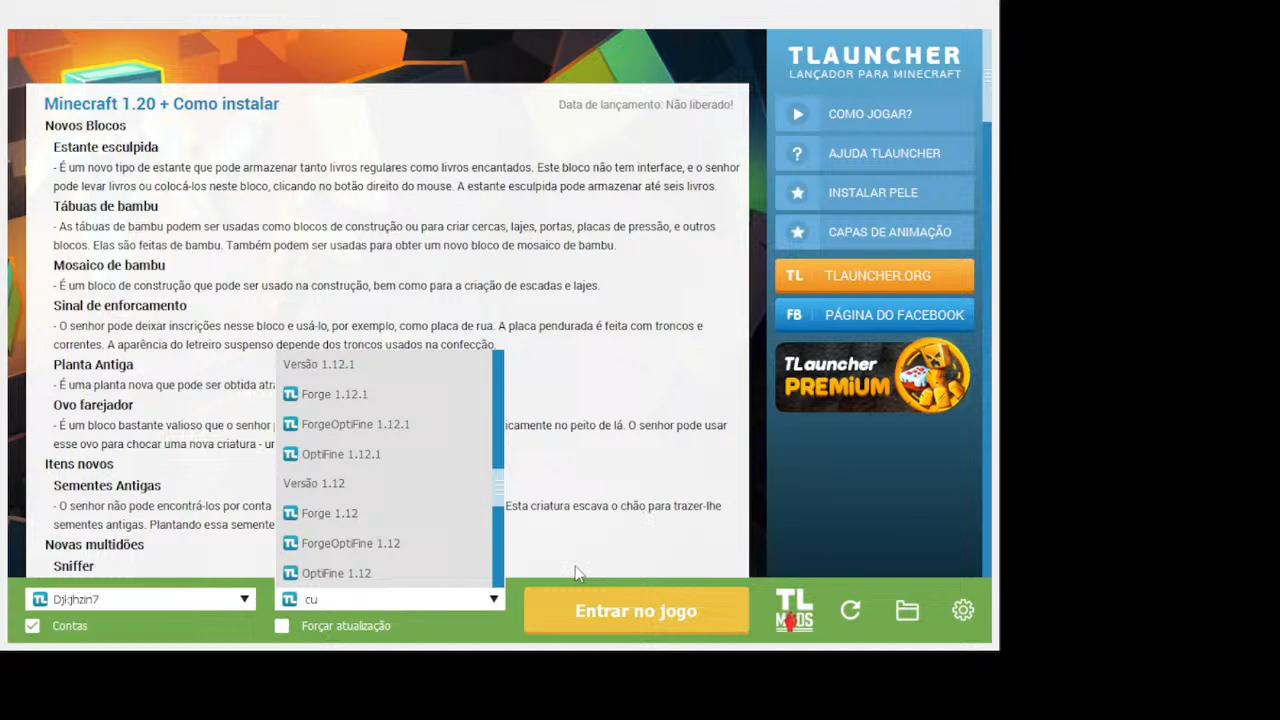 TLAUNCHER
LANÇADOR PARA MINECRAFT
Minecraft 1.20 + Como instalar
Data de lançamento: Não liberado!
Novos Blocos
Estante esculpida
- É um novo tipo de estante que pode armazenar tanto livros regulares como livros encantados. Este bloco não tem interface, e o senhor
pode levar livros ou colocá-los neste bloco, clicando no botão direito do mouse. A estante esculpida pode armazenar até seis livros.
Tábuas de bambu
- As tábuas de bambu podem ser usadas como blocos de construção ou para criar cercas, lajes, portas, placas de pressão, e outros
blocos. Elas são feitas de bambu. Também podem ser usadas para obter um novo bloco de mosaico de bambu.
Mosaico de bambu
- É um bloco de construção que pode ser usado na construção, bem como para a criação de escadas e lajes.
Sinal de enforcamento
- O senhor pode deixar inscrições nesse bloco e usá-lo, por exemplo, como placa de rua. A placa pendurada é feita com troncos e
correntes. A aparência do letreiro suspenso depende dos troncos usados na confecção.
Planta Antiga
- É uma planta nova que pode ser obtida
Ovo farejador
- É um bloco bastante valioso que o senhor
icamente no peito de lá. O senhor pode usar
esse ovo para chocar uma nova criatura -
Itens novos
Sementes Antigas
- O senhor não pode encontrá-los por conta
Esta criatura escava o chão para trazer-lhe
sementes antigas. Plantando essa semente
Novas multidões
Sniffer
Versão 1.12.1
TL Forge 1.12.1
TL ForgeOptiFine 1.12.1
TL OptiFine 1.12.1
Versão 1.12
TL Forge 1.12
TL ForgeOptiFine 1.12
TL OptiFine 1.12
COMO JOGAR?
? AJUDA TLAUNCHER
INSTALAR PELE
CAPAS DE ANIMAÇÃO
TL TLAUNCHER.ORG
FB PÁGINA DO FACEBOOK
TLauncher
PREMIUM
TL Djkjhzin7
TL cu
Entrar no jogo
TL
MODS
Contas
Forçar atualização